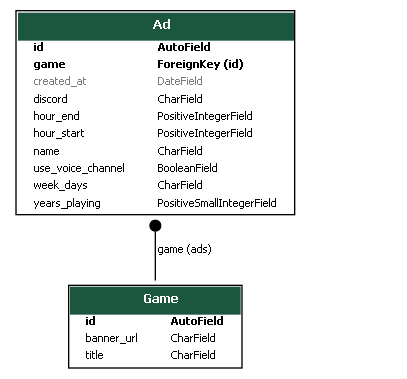 Ad
id AutoField
game ForeignKey (id)
created_at DateField
discord CharField
hour_end PositiveIntegerField
hour_start PositiveIntegerField
name CharField
use_voice_channel BooleanField
week_days CharField
years_playing PositiveSmallIntegerField
game (ads)
Game
id AutoField
banner_url CharField
title CharField